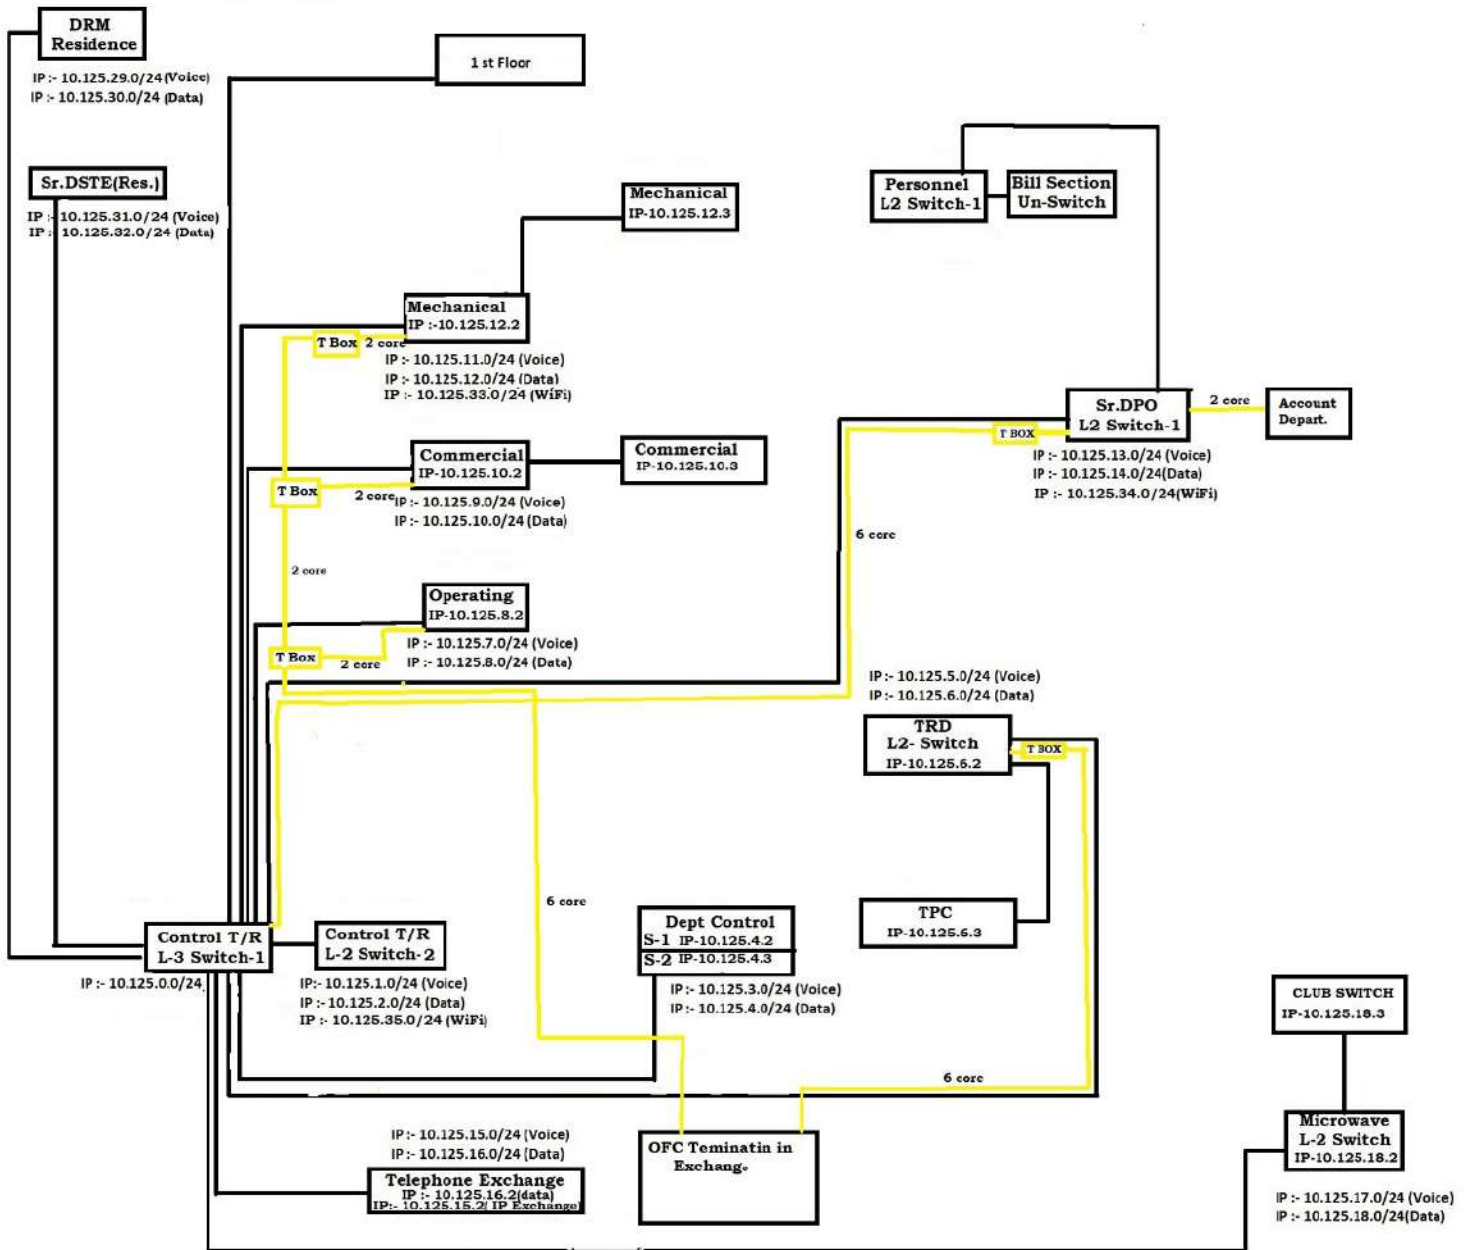 DRM
Residence
IP :- 10.125.29.0/24(Voice)
IP :- 10.125.30.0/24 (Data)
1 st Floor
Sr.DSTE(Res.)
IP :- 10.125.31.0/24 (Voice)
IP :- 10.125.32.0/24 (Data)
Mechanical
IP-10.125.12.3
Personnel
L2 Switch-1
Bill Section
Un-Switch
Mechanical
IP :-10.125.12.2
T Box
2 core
IP :- 10.125.11.0/24 (Voice)
IP :- 10.125.12.0/24 (Data)
IP :- 10.125.33.0/24 (WiFi)
Sr.DPO
L2 Switch-1
2 core
Account
Depart.
T BOX
IP :- 10.125.13.0/24 (Voice)
IP :- 10.125.14.0/24(Data)
IP :- 10.125.34.0/24(WiFi)
Commercial
IP-10.125.10.2
Commercial
IP-10.125.10.3
T Box
2 core
IP :- 10.125.9.0/24 (Voice)
IP :- 10.125.10.0/24 (Data)
6 core
2 core
Operating
IP-10.125.8.2
IP :- 10.125.7.0/24 (Voice)
IP :- 10.125.8.0/24 (Data)
T Box
2 core
IP :- 10.125.5.0/24 (Voice)
IP :- 10.125.6.0/24 (Data)
TRD
L2- Switch
IP-10.125.6.2
T BOX
6 core
Dept Control
S-1 IP-10.125.4.2
S-2 IP-10.125.4.3
IP :- 10.125.3.0/24 (Voice)
IP :- 10.125.4.0/24 (Data)
TPC
IP-10.125.6.3
Control T/R
L-3 Switch-1
IP :- 10.125.0.0/24
Control T/R
L-2 Switch-2
IP :- 10.125.1.0/24 (Voice)
IP :- 10.125.2.0/24 (Data)
IP :- 10.125.35.0/24 (WiFi)
CLUB SWITCH
IP-10.125.18.3
6 core
Microwave
L-2 Switch
IP-10.125.18.2
IP :- 10.125.17.0/24 (Voice)
IP :- 10.125.18.0/24(Data)
IP :- 10.125.15.0/24 (Voice)
IP :- 10.125.16.0/24 (Data)
Telephone Exchange
IP :- 10.125.16.2(data)
IP:- 10.125.15.2( IP Exchange)
OFC Teminatin in
Exchange